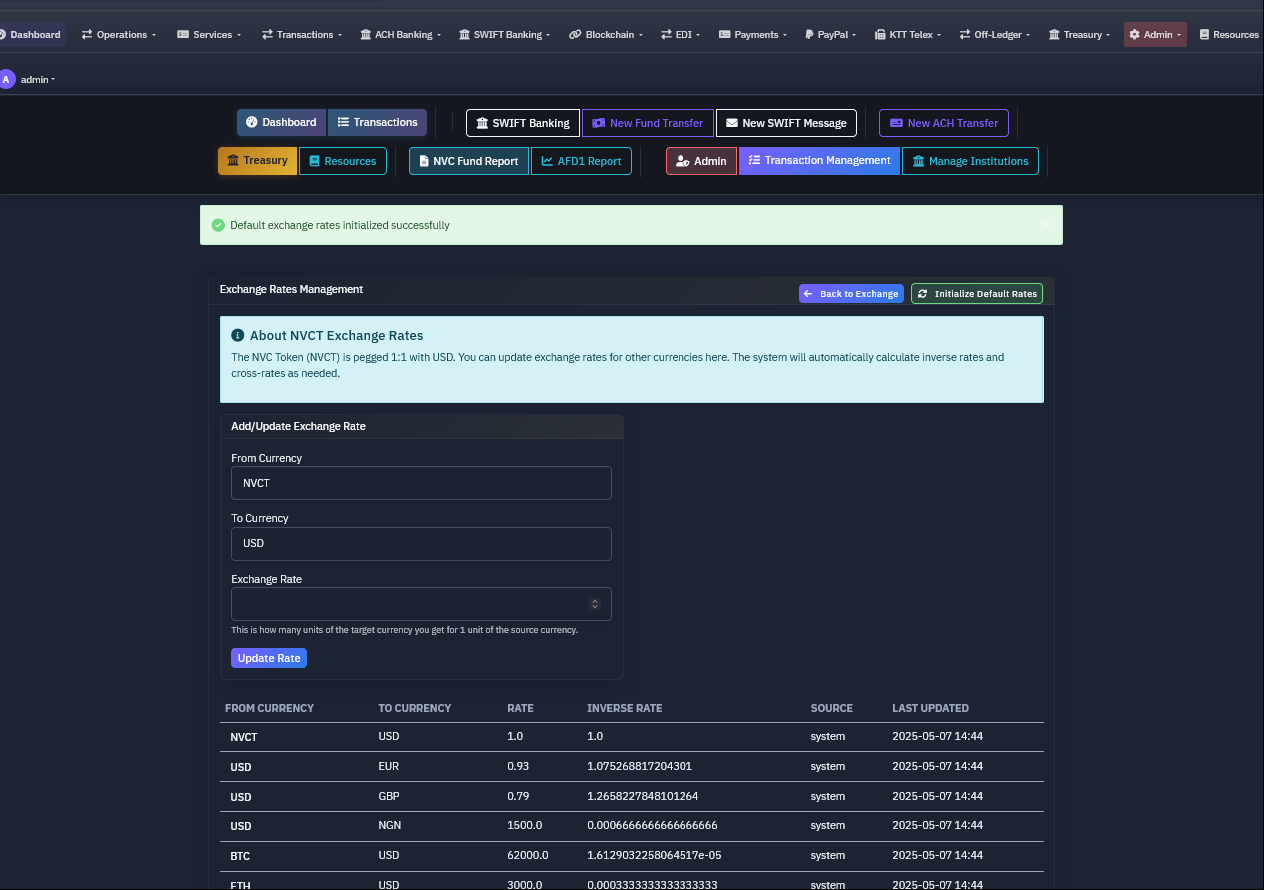 Dashboard Operations Services Transactions ACH Banking SWIFT Banking Blockchain EDI Payments PayPal KTT Telex Off-Ledger Treasury Admin Resources
A admin
Dashboard Transactions SWIFT Banking New Fund Transfer New SWIFT Message New ACH Transfer
Treasury Resources NVC Fund Report AFD1 Report Admin Transaction Management Manage Institutions
Default exchange rates initialized successfully
Exchange Rates Management Back to Exchange Initialize Default Rates
About NVCT Exchange Rates
The NVC Token (NVCT) is pegged 1:1 with USD. You can update exchange rates for other currencies here. The system will automatically calculate inverse rates and
cross-rates as needed.
Add/Update Exchange Rate
From Currency
NVCT
To Currency
USD
Exchange Rate
This is how many units of the target currency you get for 1 unit of the source currency.
Update Rate
FROM CURRENCY TO CURRENCY RATE INVERSE RATE SOURCE LAST UPDATED
NVCT USD 1.0 1.0 system 2025-05-07 14:44
USD EUR 0.93 1.075268817204301 system 2025-05-07 14:44
USD GBP 0.79 1.2658227848101264 system 2025-05-07 14:44
USD NGN 1500.0 0.0006666666666666666 system 2025-05-07 14:44
BTC USD 62000.0 1.6129032258064517e-05 system 2025-05-07 14:44
ETH USD 3000.0 0.0003333333333333333 system 2025-05-07 14:44